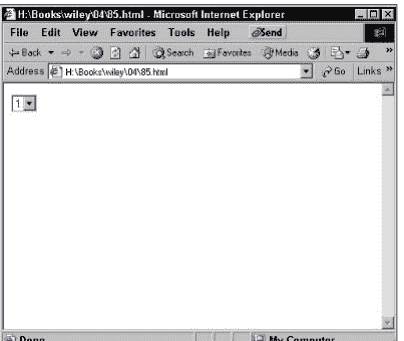 H:\Books\wiley\04\85.html - Microsoft Internet Explorer
File Edit View Favorites Tools Help Send
Back Search Favorites Media »
Address H:\Books\wiley\04\85.html Go Links »
1
Done My Computer